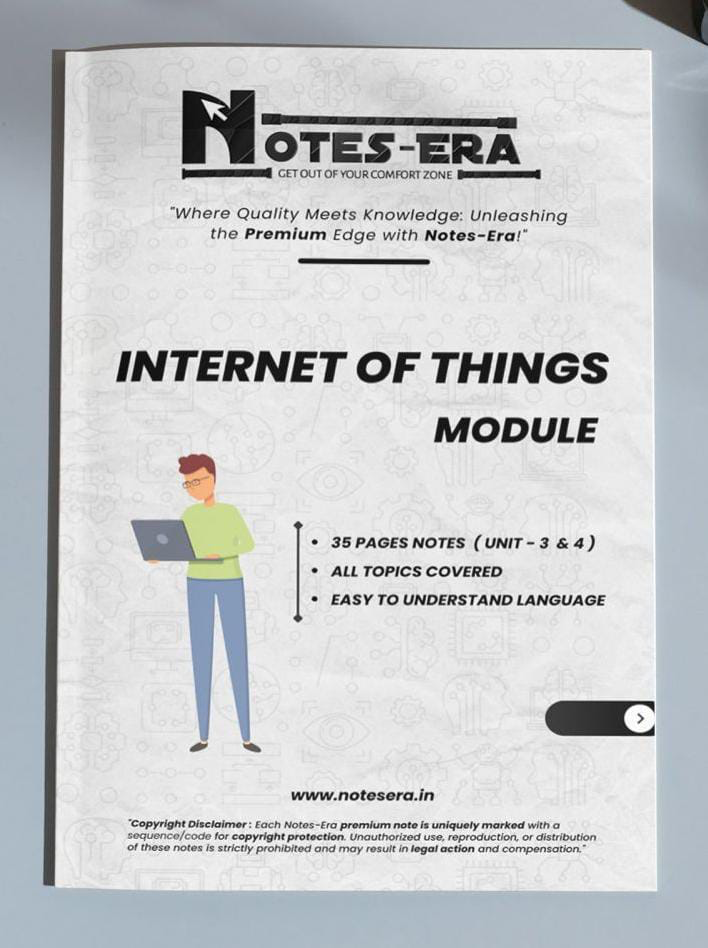 NOTES-ERA
GET OUT OF YOUR COMFORT ZONE
"Where Quality Meets Knowledge: Unleashing
the Premium Edge with Notes-Era!"
INTERNET OF THINGS
MODULE
• 35 PAGES NOTES ( UNIT - 3 & 4 )
• ALL TOPICS COVERED
• EASY TO UNDERSTAND LANGUAGE
www.notesera.in
"Copyright Disclaimer : Each Notes-Era premium note is uniquely marked with a
sequence/code for copyright protection. Unauthorized use, reproduction, or distribution
of these notes is strictly prohibited and may result in legal action and compensation."